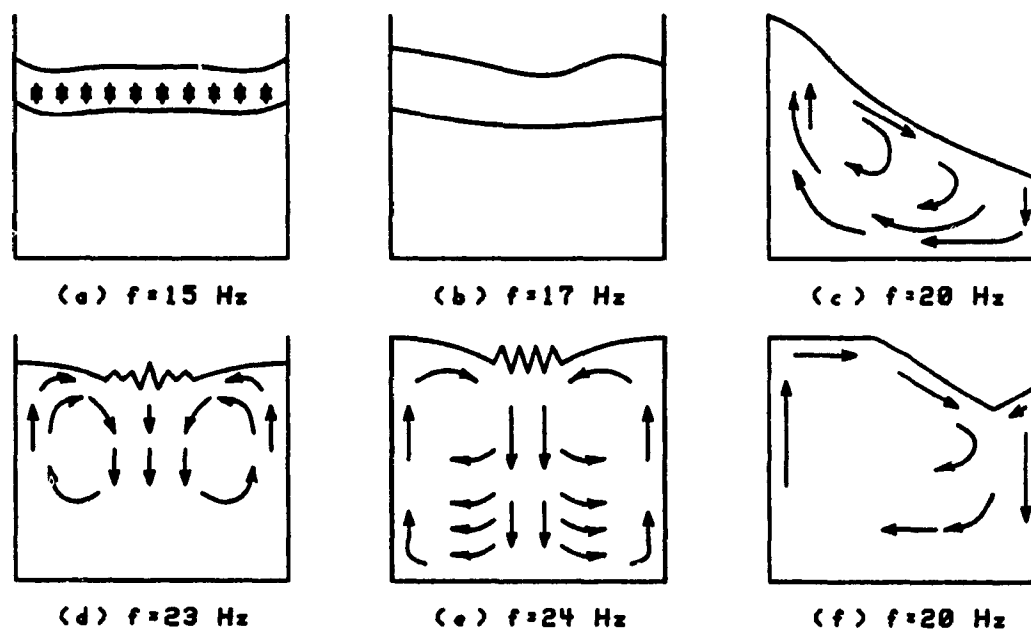 (a) f=15 Hz
(b) f=17 Hz
(c) f=20 Hz
(d) f=23 Hz
(e) f=24 Hz
(f) f=20 Hz